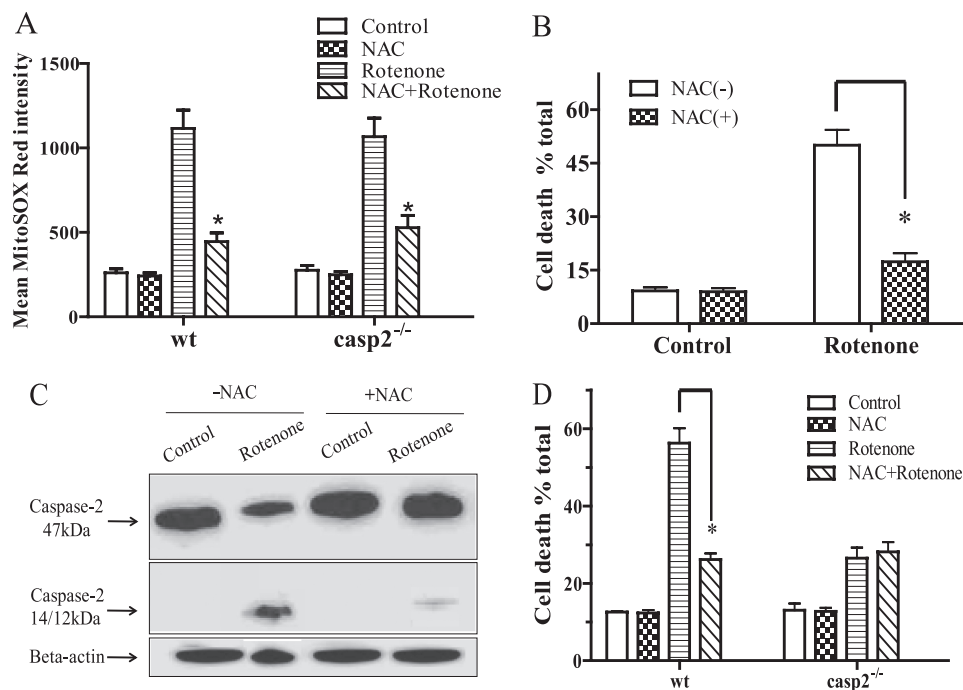 A
Mean MitoSOX Red intensity
1500
1000
500
0
Control
NAC
Rotenone
NAC+Rotenone
*
*
wt
casp2-/-
B
Cell death % total
60
45
30
15
0
NAC(-)
NAC(+)
*
Control
Rotenone
C
-NAC
+NAC
Control
Rotenone
Control
Rotenone
Caspase-2
47kDa
Caspase-2
14/12kDa
Beta-actin
D
Cell death % total
60
40
20
0
Control
NAC
Rotenone
NAC+Rotenone
*
wt
casp2-/-